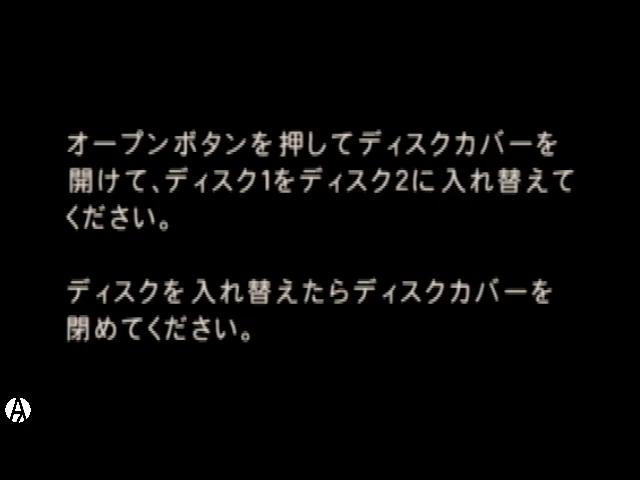 オープンボタンを押してディスクカバーを
開けて、ディスク1をディスク2に入れ替えて
ください。
ディスクを入れ替えたらディスクカバーを
閉めてください。
A